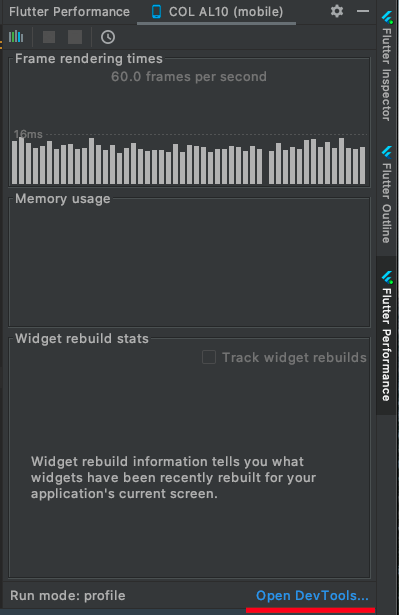 Flutter Performance
COL AL10 (mobile)
Frame rendering times
60.0 frames per second
16ms
Memory usage
Widget rebuild stats
Track widget rebuilds
Widget rebuild information tells you what
widgets have been recently rebuilt for your
application's current screen.
Run mode: profile
Open DevTools...
Flutter Inspector
Flutter Outline
Flutter Performance